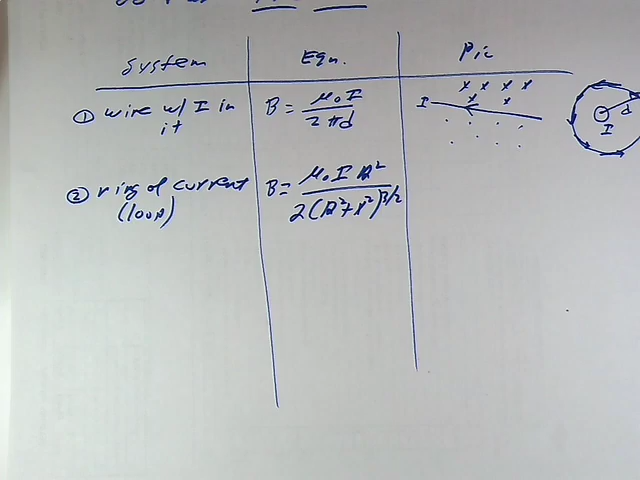 System Eqn. Pic
① wire w/ I in it B = μ₀I / 2πd I d I
② ring of current (loop) B = μ₀IR² / 2(R²+x²)^3/2